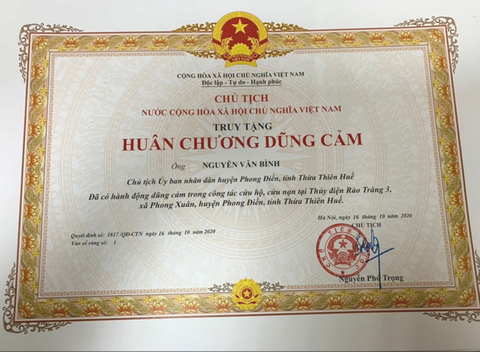 CỘNG HÒA XÃ HỘI CHỦ NGHĨA VIỆT NAM
Độc lập - Tự do - Hạnh phúc
CHỦ TỊCH
NƯỚC CỘNG HÒA XÃ HỘI CHỦ NGHĨA VIỆT NAM
TRUY TẶNG
HUÂN CHƯƠNG DŨNG CẢM
Ông NGUYỄN VĂN BÌNH
Chủ tịch Ủy ban nhân dân huyện Phong Điền, tỉnh Thừa Thiên Huế
Đã có hành động dũng cảm trong công tác cứu hộ, cứu nạn tại Thủy điện Rào Trăng 3,
xã Phong Xuân, huyện Phong Điền, tỉnh Thừa Thiên Huế.
Hà Nội, ngày 16 tháng 10 năm 2020
CHỦ TỊCH
Quyết định số: 1817 /QĐ-CTN ngày 16 tháng 10 năm 2020
Vào sổ vàng số: 1
Nguyễn Phú Trọng